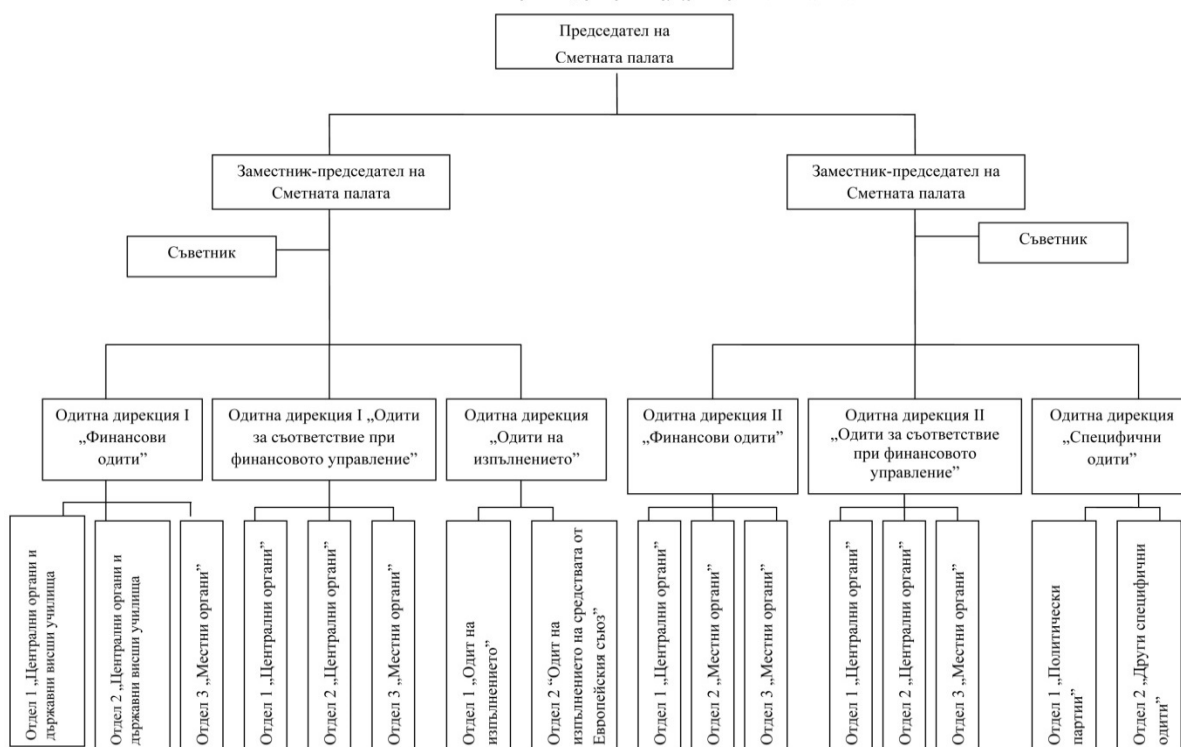 Председател на
Сметната палата
Заместник-председател на
Сметната палата
Заместник-председател на
Сметната палата
Съветник
Съветник
Одитна дирекция I
„Финансови
одити”
Одитна дирекция I „Одити
за съответствие при
финансовото управление”
Одитна дирекция
„Одити на
изпълнението”
Одитна дирекция II
„Финансови одити”
Одитна дирекция II
„Одити за съответствие
при финансовото
управление”
Одитна дирекция
„Специфични
одити”
Отдел 1 „Централни органи и
държавни висши училища
Отдел 2 „Централни органи и
държавни висши училища
Отдел 3 „Местни органи”
Отдел 1 „Централни органи”
Отдел 2 „Централни органи”
Отдел 3 „Местни органи”
Отдел 1 „Одит на
изпълнението”
Отдел 2 “Одит на
изпълнението на средствата от
Европейския съюз”
Отдел 1 „Централни органи”
Отдел 2 „Местни органи”
Отдел 3 „Местни органи”
Отдел 1 „Централни органи”
Отдел 2 „Централни органи”
Отдел 3 „Местни органи”
Отдел 1 „Политически
партии”
Отдел 2 „Други специфични
одити”